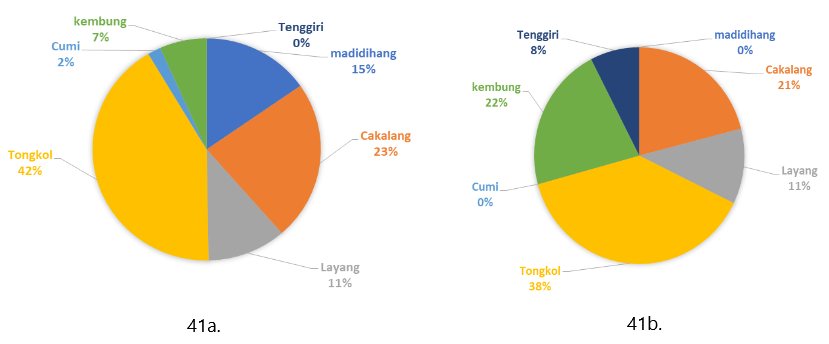 Tenggiri
0%
madidihang
15%
Cakalang
23%
Layang
11%
Tongkol
42%
Cumi
2%
kembung
7%
41a.
madidihang
0%
Cakalang
21%
Layang
11%
Tongkol
38%
Cumi
0%
kembung
22%
Tenggiri
8%
41b.